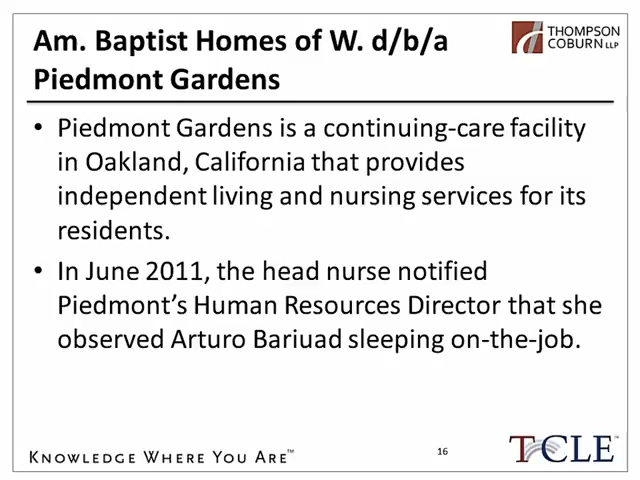 Am. Baptist Homes of W. d/b/a
Piedmont Gardens
THOMPSON
COBURN LLP
• Piedmont Gardens is a continuing-care facility
in Oakland, California that provides
independent living and nursing services for its
residents.
• In June 2011, the head nurse notified
Piedmont's Human Resources Director that she
observed Arturo Bariuad sleeping on-the-job.
KNOWLEDGE WHERE YOU ARE™
16
TCCLE™